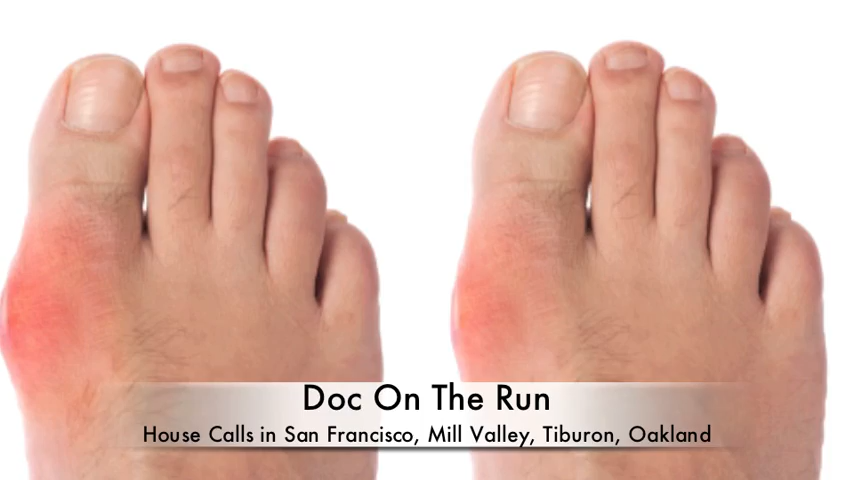 Doc On The Run
House Calls in San Francisco, Mill Valley, Tiburon, Oakland